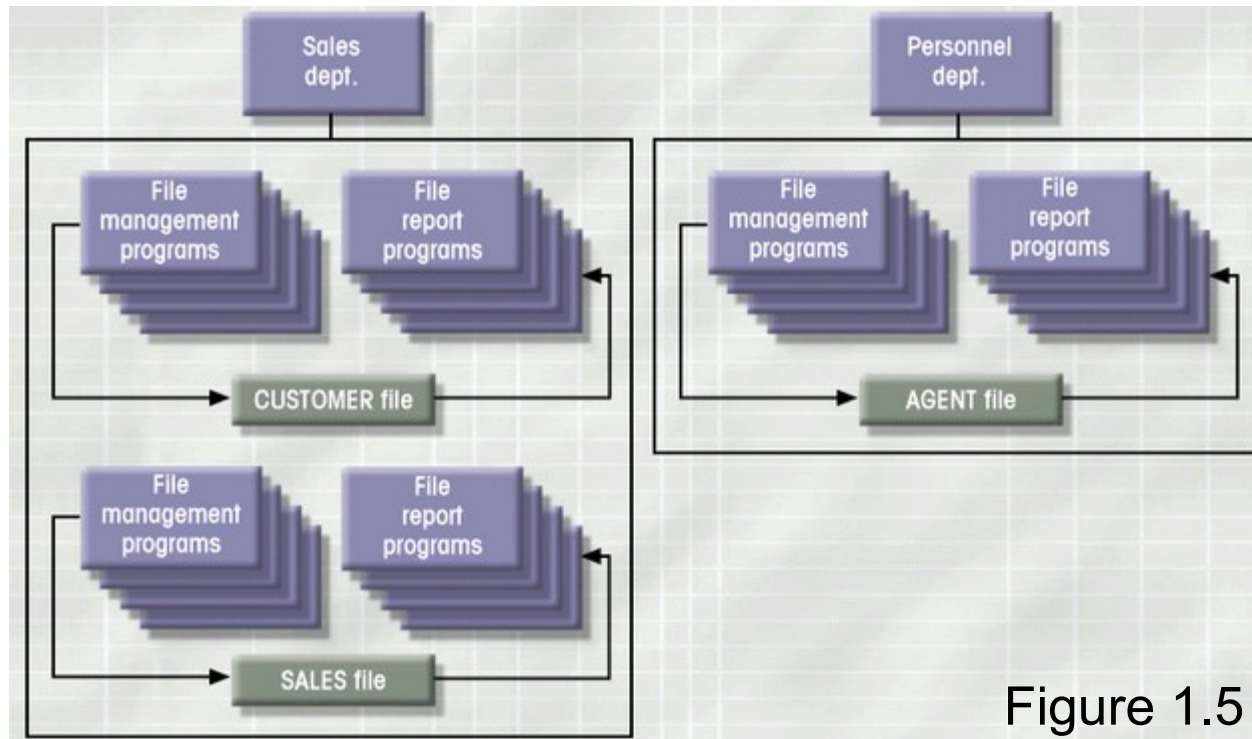 Sales
dept.
Personnel
dept.
File
management
programs
File
report
programs
CUSTOMER file
File
management
programs
File
report
programs
SALES file
File
management
programs
File
report
programs
AGENT file
Figure 1.5